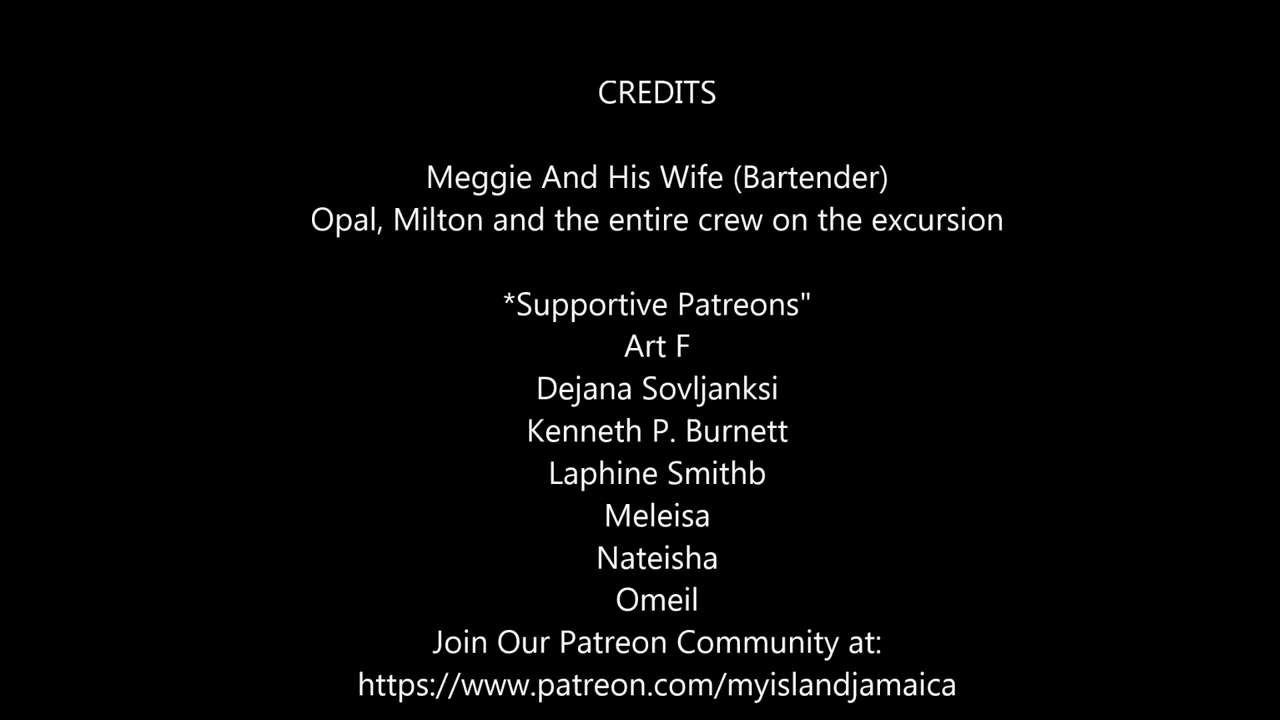 CREDITS
Meggie And His Wife (Bartender)
Opal, Milton and the entire crew on the excursion
*Supportive Patreons"
Art F
Dejana Sovljanksi
Kenneth P. Burnett
Laphine Smithb
Meleisa
Nateisha
Omeil
Join Our Patreon Community at:
https://www.patreon.com/myislandjamaica